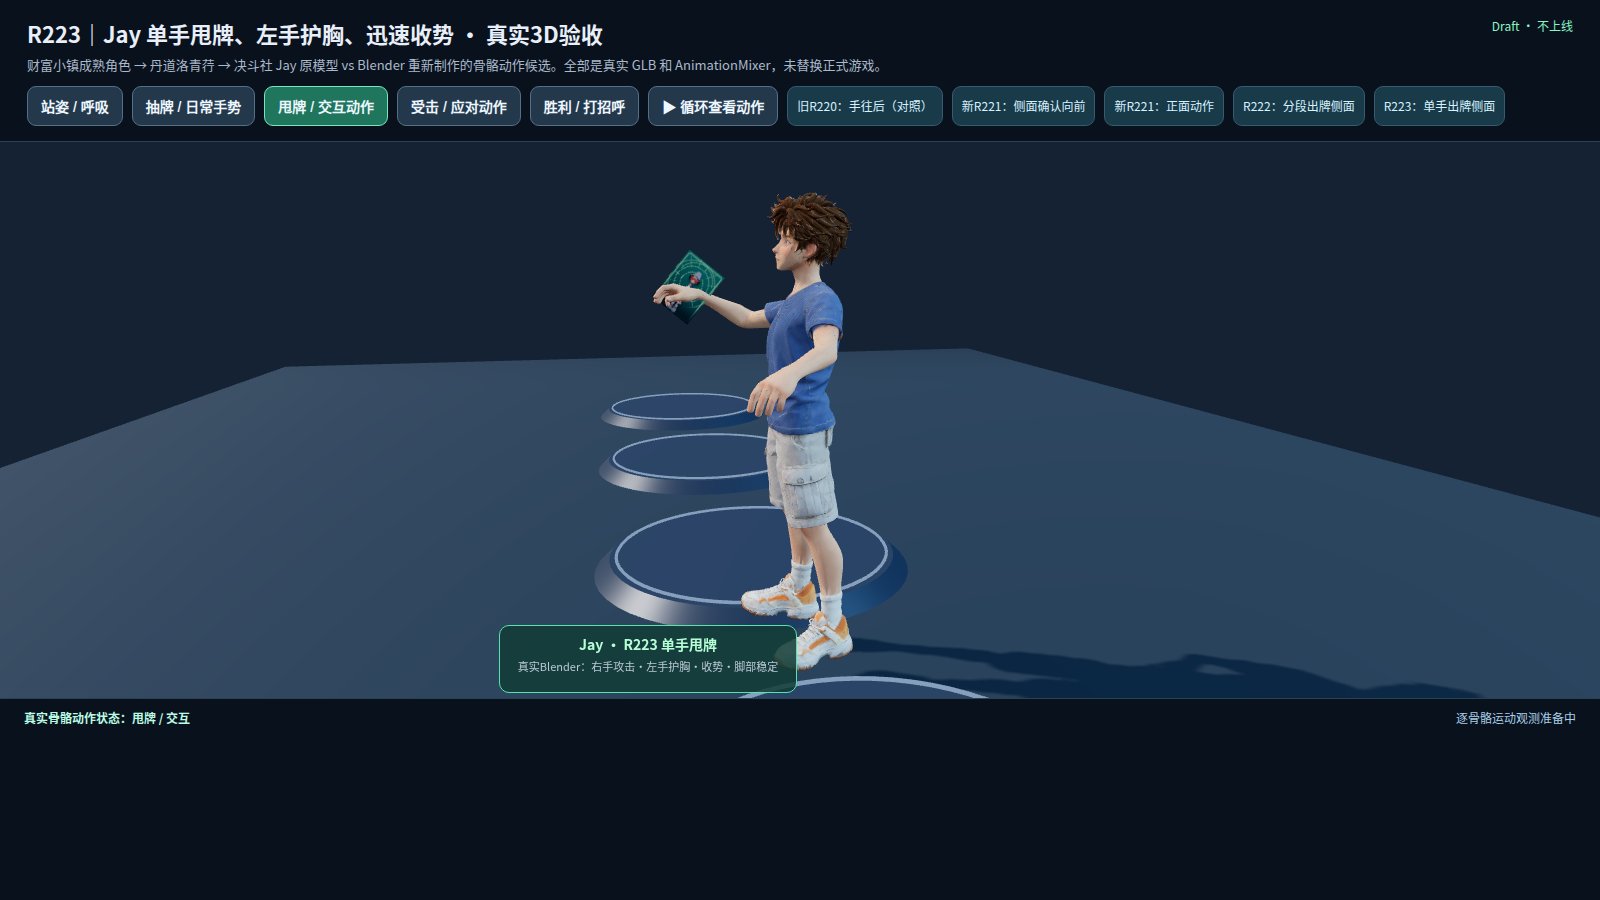 R223｜Jay 单手甩牌、左手护胸、迅速收势 · 真实3D验收
Draft · 不上线
财富小镇成熟角色 → 丹道洛青荇 → 决斗社 Jay 原模型 vs Blender 重新制作的骨骼动作候选。全部是真实 GLB 和 AnimationMixer，未替换正式游戏。
站姿 / 呼吸
抽牌 / 日常手势
甩牌 / 交互动作
受击 / 应对动作
胜利 / 打招呼
▶ 循环查看动作
旧R220：手往后（对照）
新R221：侧面确认向前
新R221：正面动作
R222：分段出牌侧面
R223：单手出牌侧面
Jay · R223 单手甩牌
真实Blender：右手攻击·左手护胸·收势·脚部稳定
真实骨骼动作状态：甩牌 / 交互
逐骨骼运动观测准备中